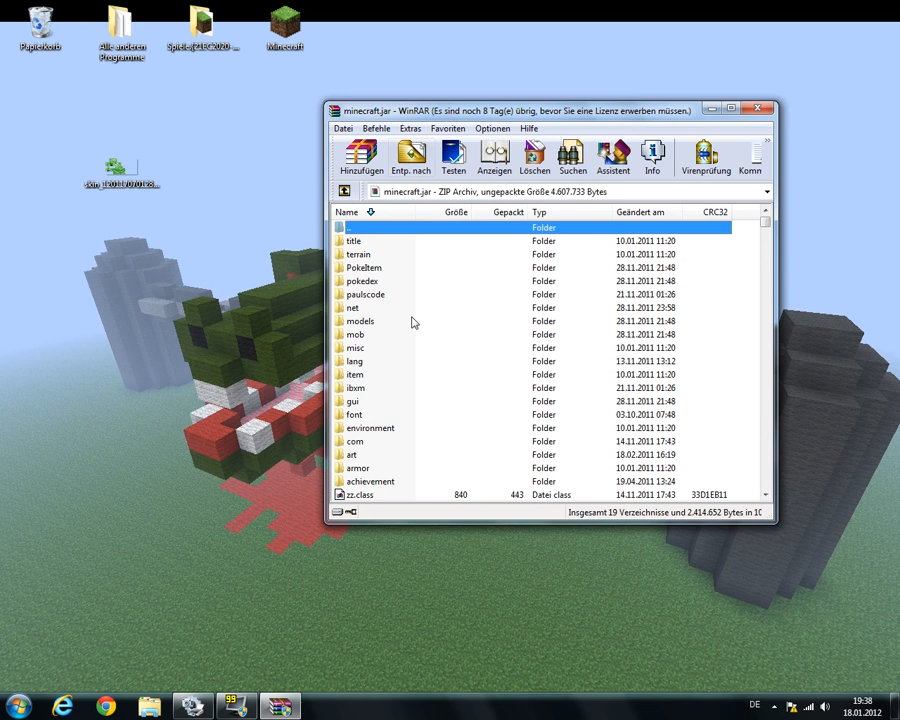 Papierkorb
Alle anderen
Programme
Spiele;(21EC2020-...
Minecraft
skin_120117070128...
minecraft.jar - WinRAR (Es sind noch 8 Tag(e) übrig, bevor Sie eine Lizenz erwerben müssen.)
Datei Befehle Extras Favoriten Optionen Hilfe
Hinzufügen Entp. nach Testen Anzeigen Löschen Suchen Assistent Info Virenprüfung Komn
minecraft.jar - ZIP Archiv, ungepackte Größe 4.607.733 Bytes
Name Größe Gepackt Typ Geändert am CRC32
.. Folder
title Folder 10.01.2011 11:20
terrain Folder 10.01.2011 11:20
PokeItem Folder 28.11.2011 21:48
pokedex Folder 28.11.2011 21:48
paulscode Folder 21.11.2011 01:26
net Folder 28.11.2011 23:58
models Folder 28.11.2011 21:48
mob Folder 28.11.2011 21:48
misc Folder 10.01.2011 11:20
lang Folder 13.11.2011 13:12
item Folder 10.01.2011 11:20
ibxm Folder 21.11.2011 01:26
gui Folder 28.11.2011 21:48
font Folder 03.10.2011 07:48
environment Folder 10.01.2011 11:20
com Folder 14.11.2011 17:43
art Folder 18.02.2011 16:19
armor Folder 10.01.2011 11:20
achievement Folder 19.04.2011 13:24
zz.class 840 443 Datei class 14.11.2011 17:43 33D1EB11
Insgesamt 19 Verzeichnisse und 2.414.652 Bytes in 10
99
DE
19:38
18.01.2012